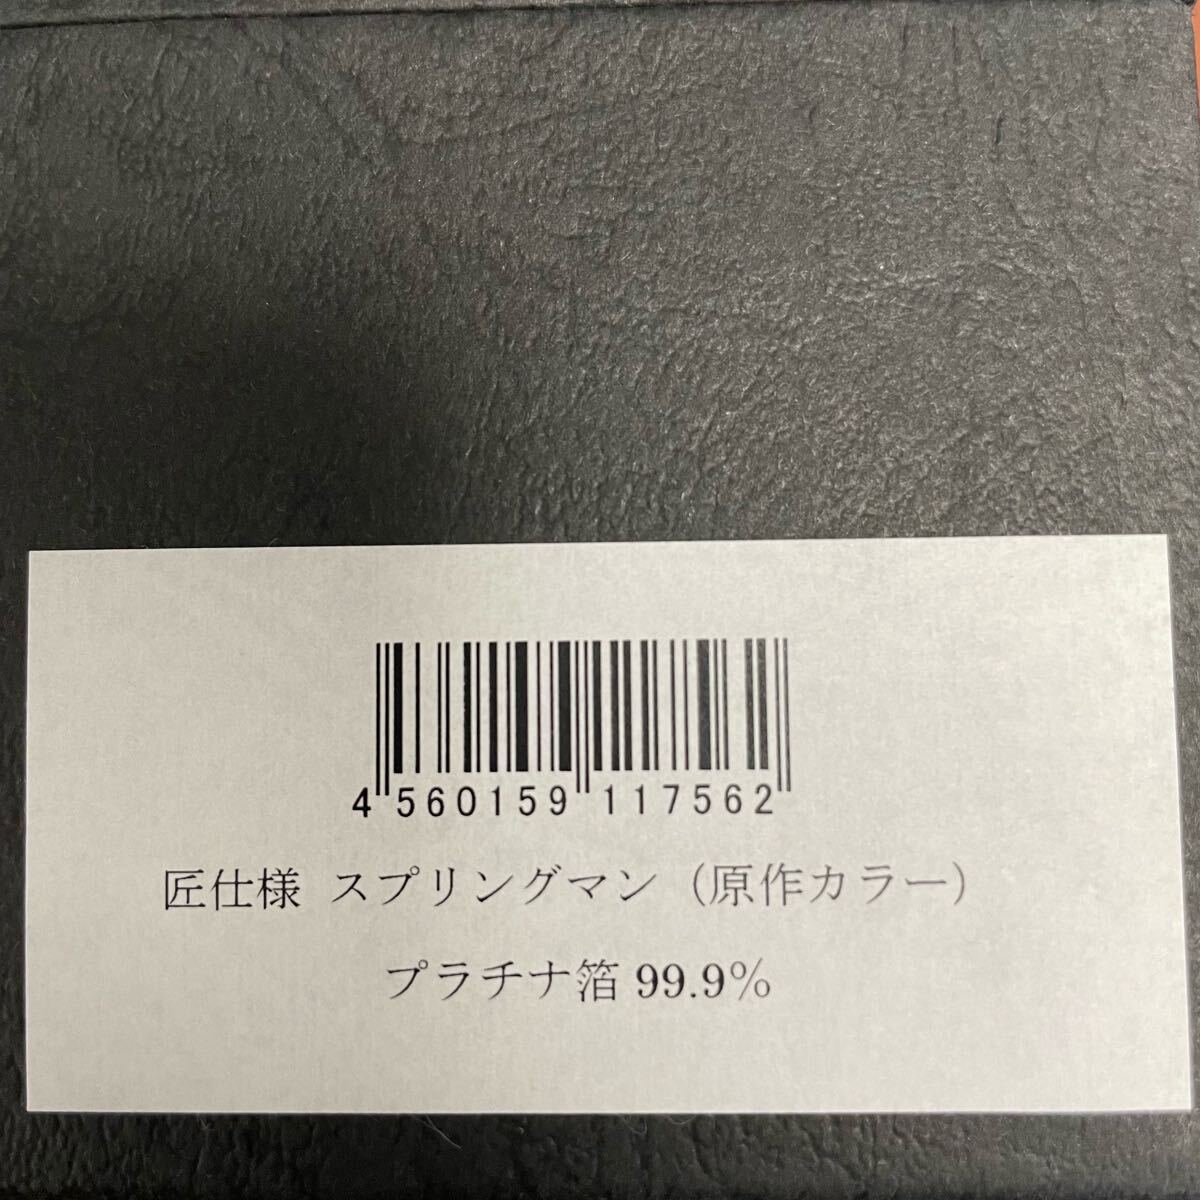 4 560159 117562
匠仕様 スプリングマン（原作カラー）
プラチナ箔 99.9%